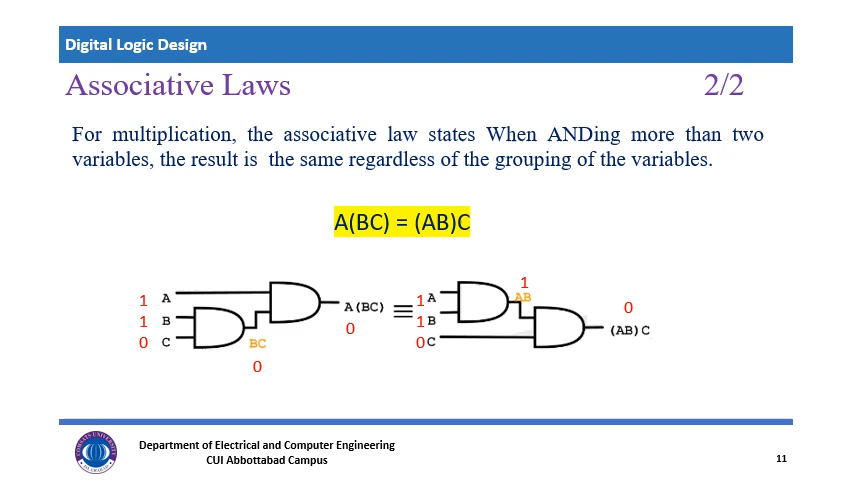 Digital Logic Design
Associative Laws 2/2
For multiplication, the associative law states When ANDing more than two
variables, the result is the same regardless of the grouping of the variables.
A(BC) = (AB)C
1 A
1 B
0 C
BC
0
A(BC)
0
≡
1 A
1 B
0 C
1
AB
0
(AB)C
Department of Electrical and Computer Engineering
CUI Abbottabad Campus
11